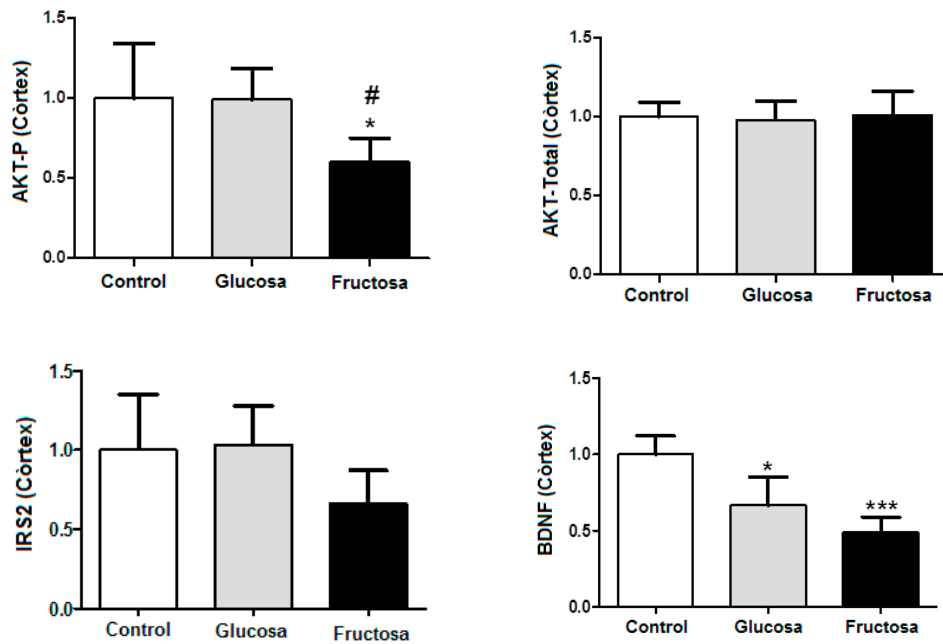 AKT-P (Còrtex)
1.5
1.0
0.5
0.0
#
*
Control Glucosa Fructosa
AKT-Total (Còrtex)
1.5
1.0
0.5
0.0
Control Glucosa Fructosa
IRS2 (Còrtex)
1.5
1.0
0.5
0.0
Control Glucosa Fructosa
BDNF (Còrtex)
1.5
1.0
0.5
0.0
*
***
Control Glucosa Fructosa